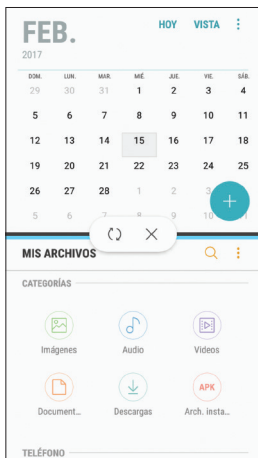 FEB. HOY VISTA
2017
DOM. LUN. MAR. MIÉ. JUE. VIE. SÁB.
29 30 31 1 2 3 4
5 6 7 8 9 10 11
12 13 14 15 16 17 18
19 20 21 22 23 24 25
26 27 28 1 2 3
5 6 7 8 9 10
MIS ARCHIVOS
CATEGORÍAS
Imágenes Audio Vídeos
APK
Document... Descargas Arch. insta...
TELÉFONO